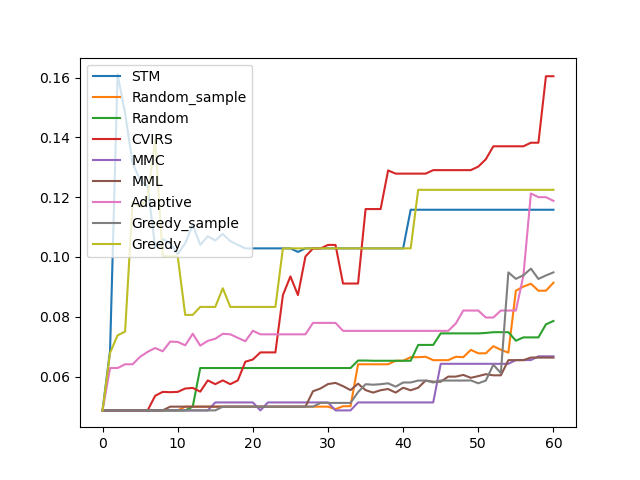 0.16
0.14
0.12
0.10
0.08
0.06
STM
Random_sample
Random
CVIRS
MMC
MML
Adaptive
Greedy_sample
Greedy
0 10 20 30 40 50 60